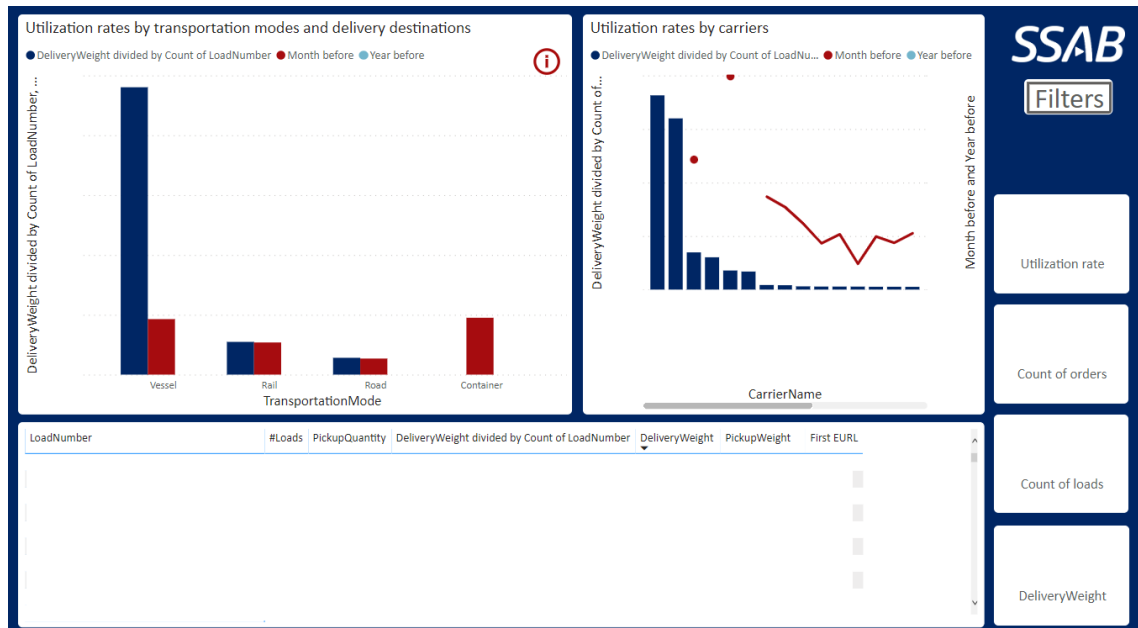 Utilization rates by transportation modes and delivery destinations
DeliveryWeight divided by Count of LoadNumber Month before Year before
i
DeliveryWeight divided by Count of LoadNumber, ...
Vessel Rail Road Container
TransportationMode
Utilization rates by carriers
DeliveryWeight divided by Count of LoadNu... Month before Year before
DeliveryWeight divided by Count of...
Month before and Year before
CarrierName
SSAB
Filters
Utilization rate
Count of orders
Count of loads
DeliveryWeight
LoadNumber #Loads PickupQuantity DeliveryWeight divided by Count of LoadNumber DeliveryWeight PickupWeight First EURL